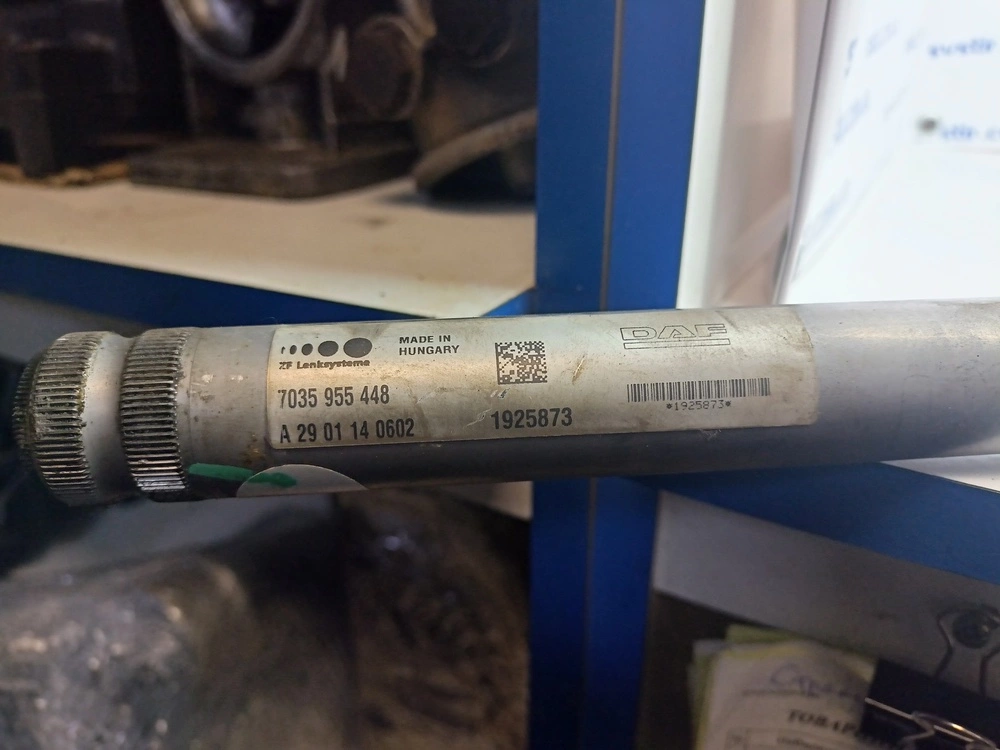 ZF Lenksysteme
MADE IN
HUNGARY
7035 955 448
A 29 01 14 0602
1925873
DAF
*1925873*